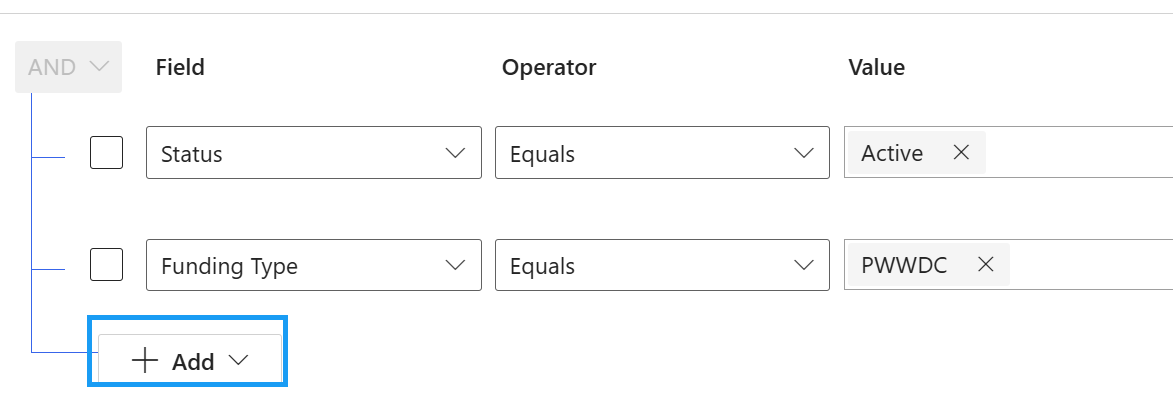 AND Field Operator Value
Status Equals Active
Funding Type Equals PWWDC
Add